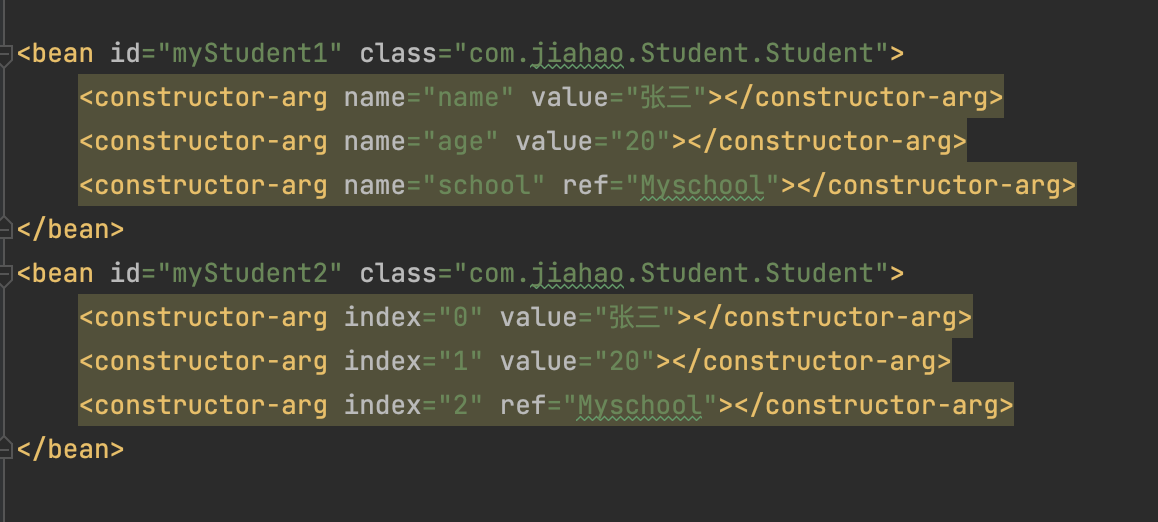 <bean id="myStudent1" class="com.jiahao.Student.Student">
<constructor-arg name="name" value="张三"></constructor-arg>
<constructor-arg name="age" value="20"></constructor-arg>
<constructor-arg name="school" ref="Myschool"></constructor-arg>
</bean>
<bean id="myStudent2" class="com.jiahao.Student.Student">
<constructor-arg index="0" value="张三"></constructor-arg>
<constructor-arg index="1" value="20"></constructor-arg>
<constructor-arg index="2" ref="Myschool"></constructor-arg>
</bean>